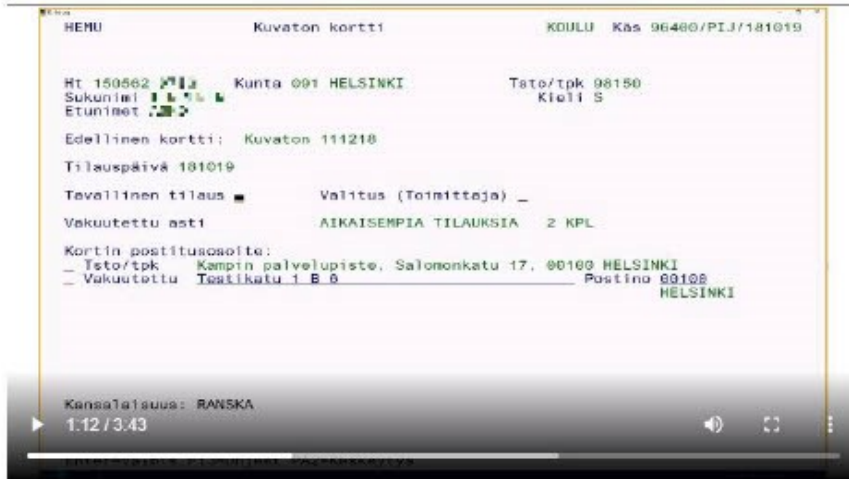 HEMU Kuvaton kortti KOULU Käs 96400/PIJ/181019
Ht 150562 Kunta 091 HELSINKI Tsto/tpk 98150
Sukunimi Kieli S
Etunimet
Edellinen kortti: Kuvaton 111218
Tilauspäivä 181019
Tavallinen tilaus Valitus (Toimittaja) _
Vakuutettu asti AIKAISEMPIA TILAUKSIA 2 KPL
Kortin postitusosoite:
_ Tsto/tpk Kampin palvelupiste, Salomonkatu 17, 00100 HELSINKI
_ Vakuutettu Testikatu 1 B 6 Postino 00100
HELSINKI
Kansalaisuus: RANSKA
1:12 / 3:43